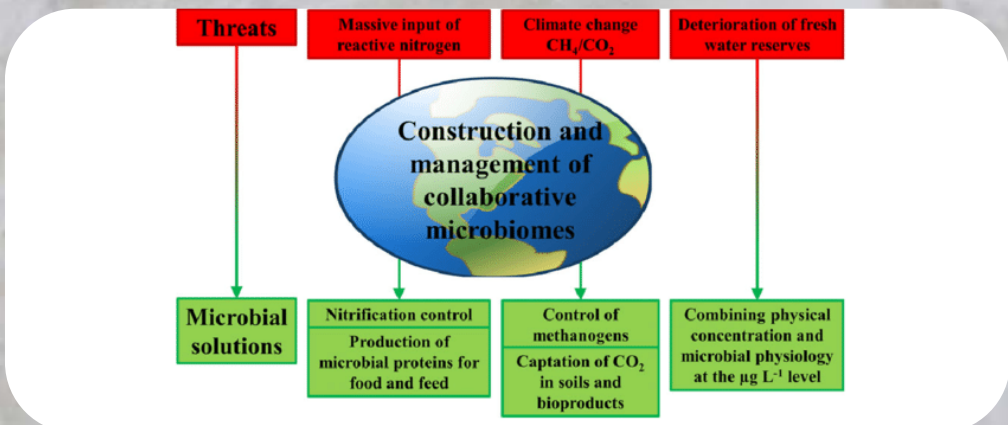 Threats
Massive input of
reactive nitrogen
Climate change
CH₄/CO₂
Deterioration of fresh
water reserves
Construction and
management of
collaborative
microbiomes
Microbial
solutions
Nitrification control
Production of
microbial proteins for
food and feed
Control of
methanogens
Captation of CO₂
in soils and
bioproducts
Combining physical
concentration and
microbial physiology
at the µg L⁻¹ level